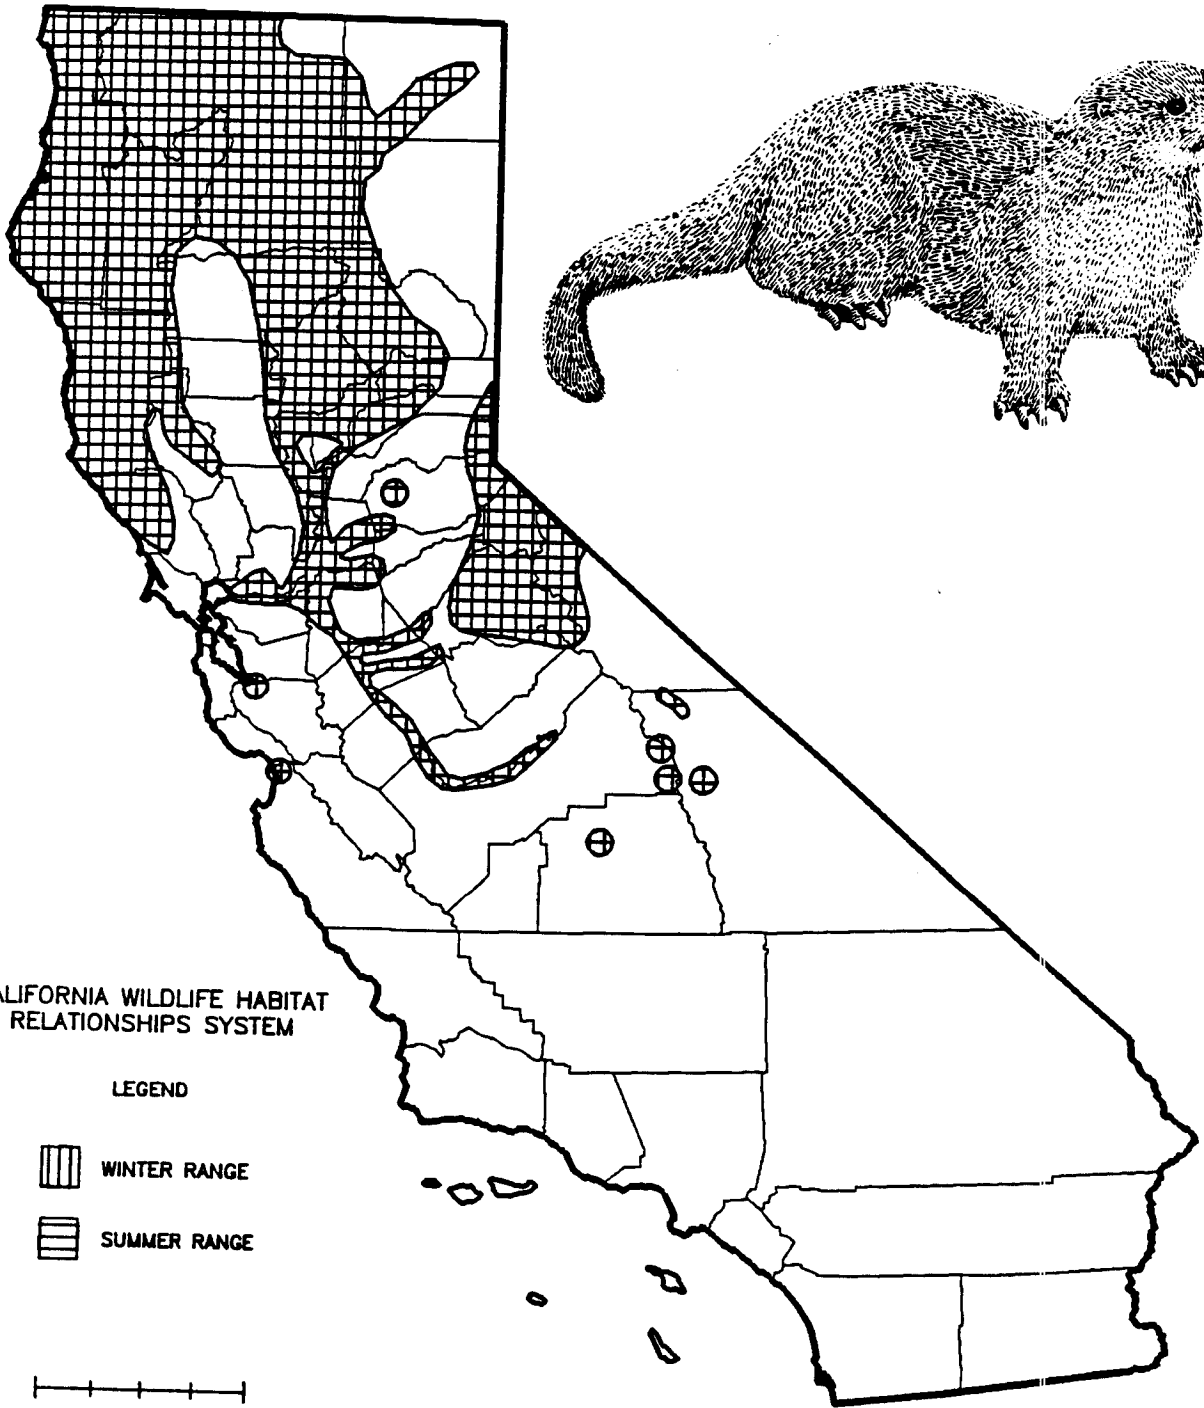 ALIFORNIA WILDLIFE HABITAT
RELATIONSHIPS SYSTEM
LEGEND
WINTER RANGE
SUMMER RANGE